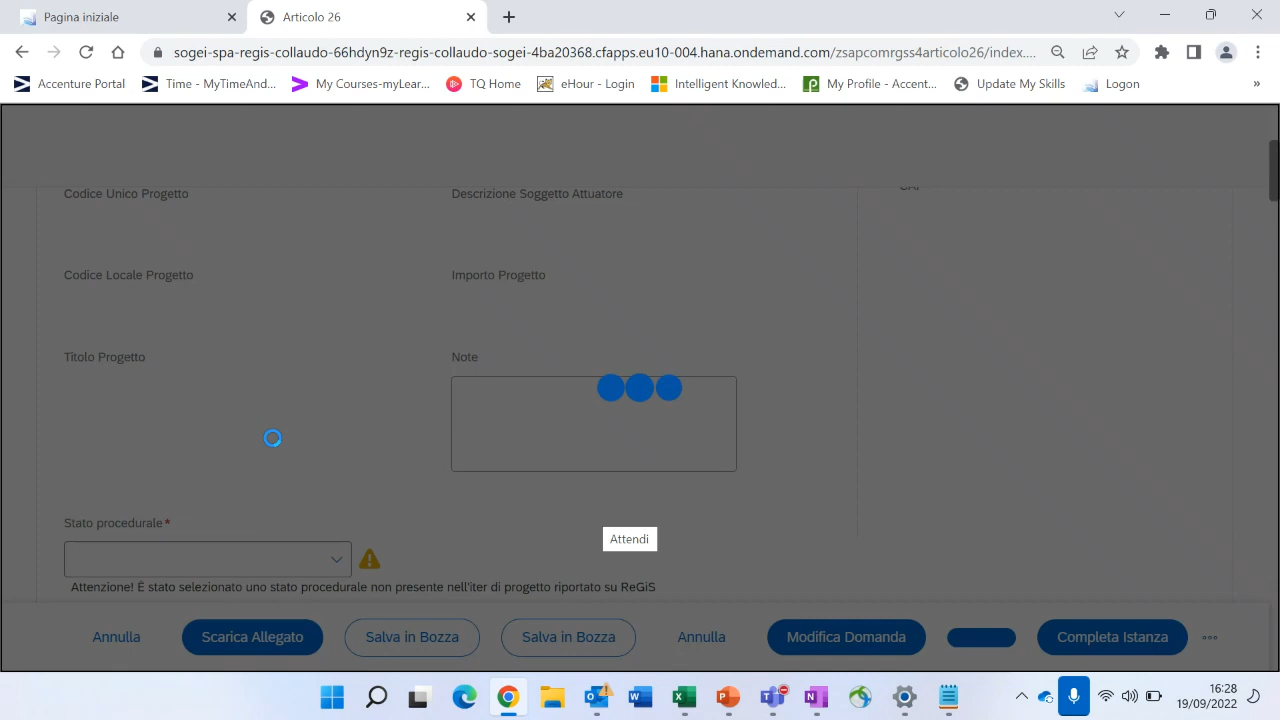 Pagina iniziale
Articolo 26
sogei-spa-regis-collaudo-66hdyn9z-regis-collaudo-sogei-4ba20368.cfapps.eu10-004.hana.ondemand.com/zsapcomrgss4articolo26/index....
Accenture Portal
Time - MyTimeAnd...
My Courses-myLear...
TQ Home
eHour - Login
Intelligent Knowled...
My Profile - Accent...
Update My Skills
Logon
»
Codice Unico Progetto
Descrizione Soggetto Attuatore
CAP
Codice Locale Progetto
Importo Progetto
Titolo Progetto
Note
Attendi
Stato procedurale*
Attenzione! È stato selezionato uno stato procedurale non presente nell'iter di progetto riportato su ReGiS
Annulla
Scarica Allegato
Salva in Bozza
Salva in Bozza
Annulla
Modifica Domanda
Completa Istanza
16:28
19/09/2022